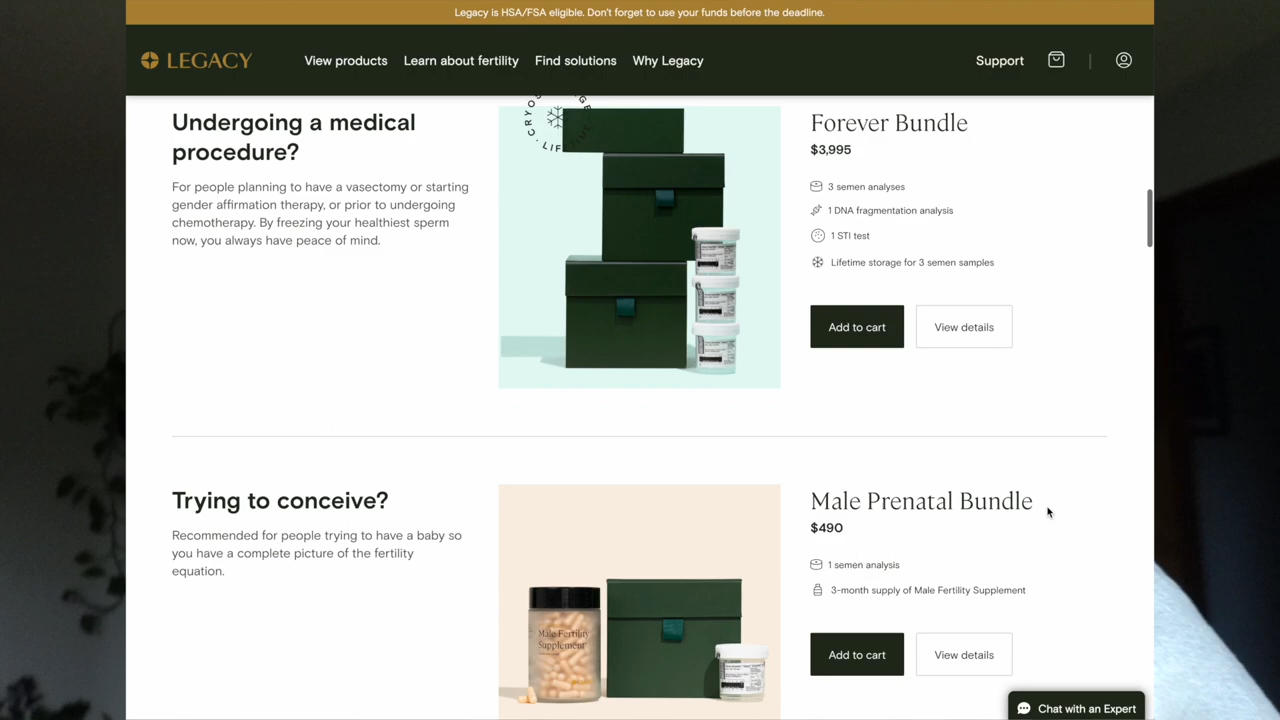 Legacy is HSA/FSA eligible. Don't forget to use your funds before the deadline.
LEGACY
View products
Learn about fertility
Find solutions
Why Legacy
Support
Undergoing a medical
procedure?
For people planning to have a vasectomy or starting
gender affirmation therapy, or prior to undergoing
chemotherapy. By freezing your healthiest sperm
now, you always have peace of mind.
Forever Bundle
$3,995
3 semen analyses
1 DNA fragmentation analysis
1 STI test
Lifetime storage for 3 semen samples
Add to cart
View details
Trying to conceive?
Recommended for people trying to have a baby so
you have a complete picture of the fertility
equation.
Male Fertility
Supplement
Male Prenatal Bundle
$490
1 semen analysis
3-month supply of Male Fertility Supplement
Add to cart
View details
Chat with an Expert